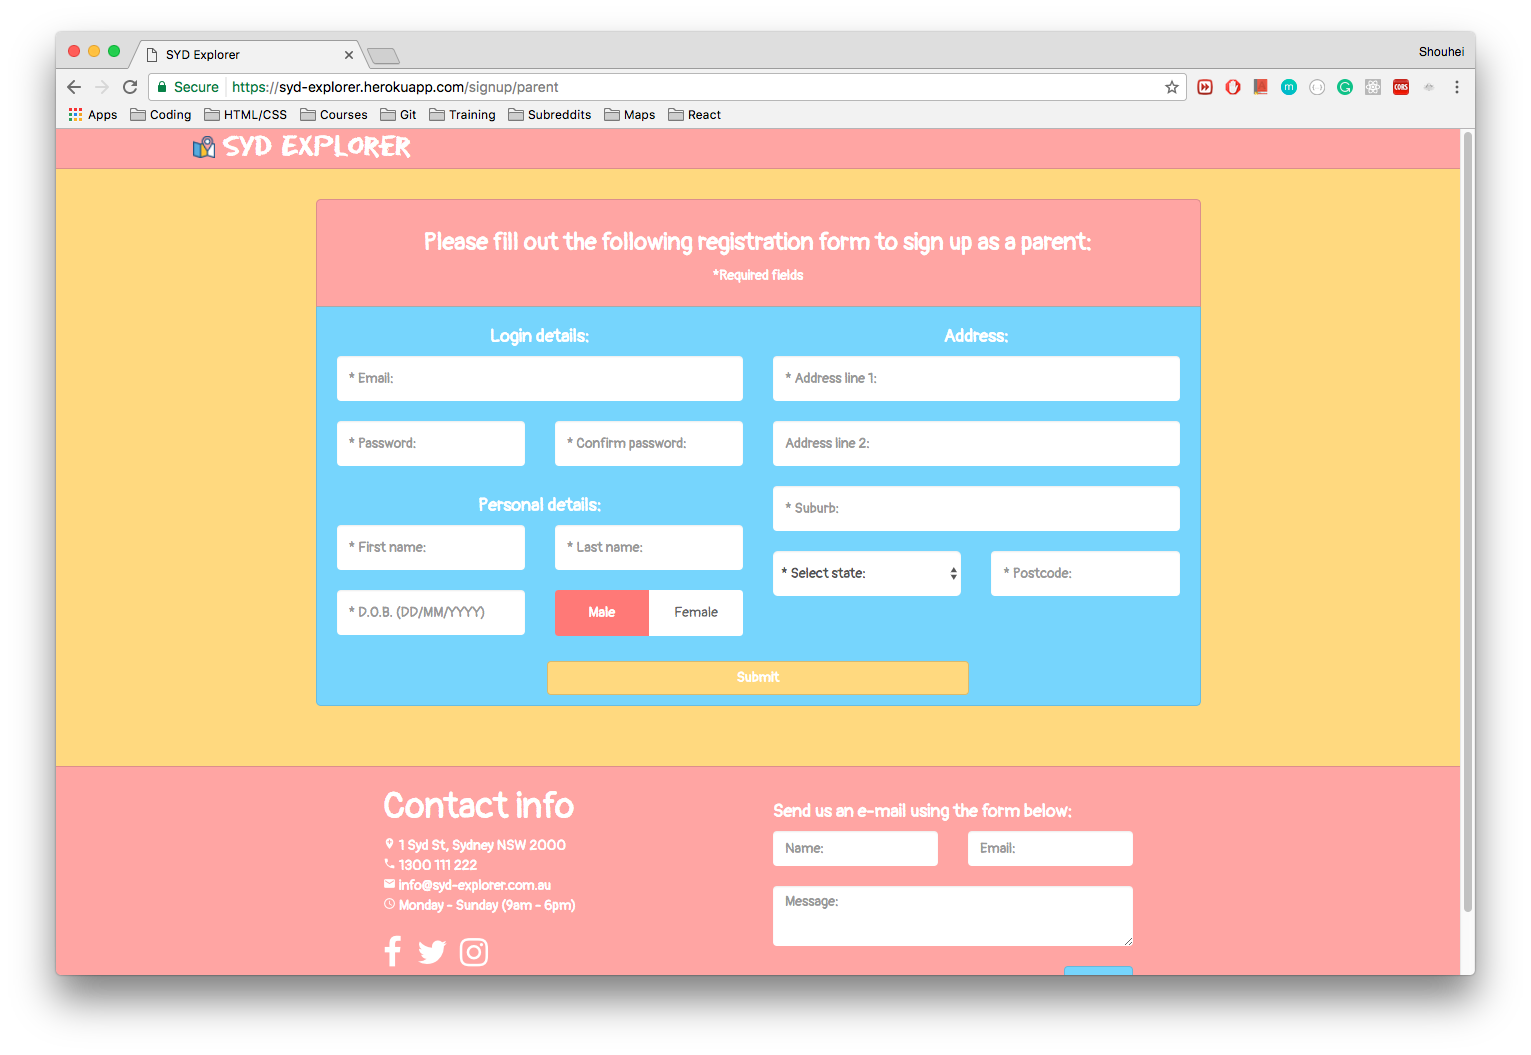 SYD Explorer
Shouhei
Secure https://syd-explorer.herokuapp.com/signup/parent
m
CORS
Apps Coding HTML/CSS Courses Git Training Subreddits Maps React
SYD EXPLORER
Please fill out the following registration form to sign up as a parent:
*Required fields
Login details:
* Email:
* Password: * Confirm password:
Personal details:
* First name: * Last name:
* D.O.B. (DD/MM/YYYY) Male Female
Address:
* Address line 1:
Address line 2:
* Suburb:
* Select state: * Postcode:
Submit
Contact info
1 Syd St, Sydney NSW 2000
1300 111 222
info@syd-explorer.com.au
Monday - Sunday (9am - 6pm)
Send us an e-mail using the form below:
Name: Email:
Message: